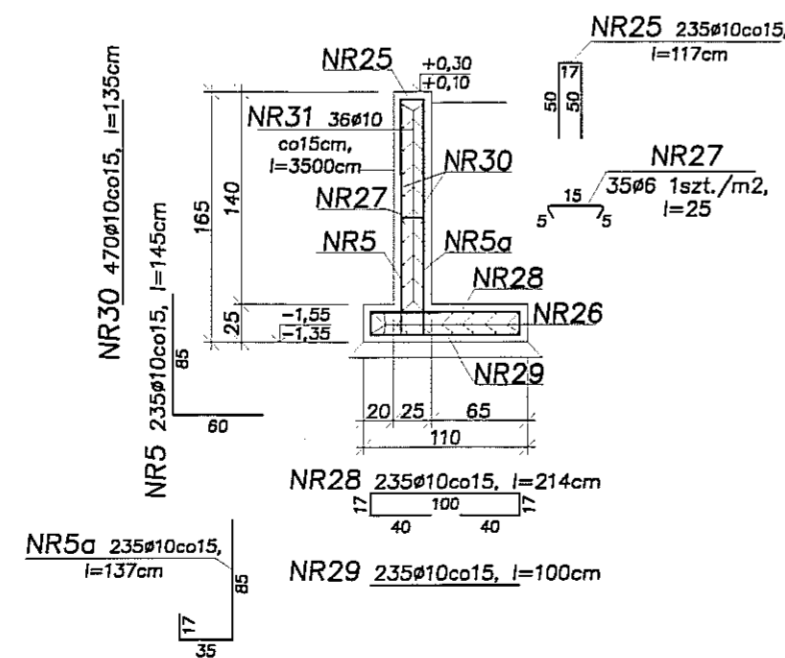 NR25 235ø10co15,
l=117cm
17
50
50
NR25
+0,30
+0,10
NR31 36ø10
co15cm,
l=3500cm
NR30
NR27
NR27
35ø6 1szt./m2,
l=25
15
5
5
NR30 470ø10co15, l=135cm
165
140
25
NR5
NR5a
NR28
NR26
-1,55
-1,35
NR29
NR5 235ø10co15, l=145cm
85
60
20
25
65
110
NR28 235ø10co15, l=214cm
17
100
17
40
40
NR5a 235ø10co15,
l=137cm
85
17
35
NR29 235ø10co15, l=100cm